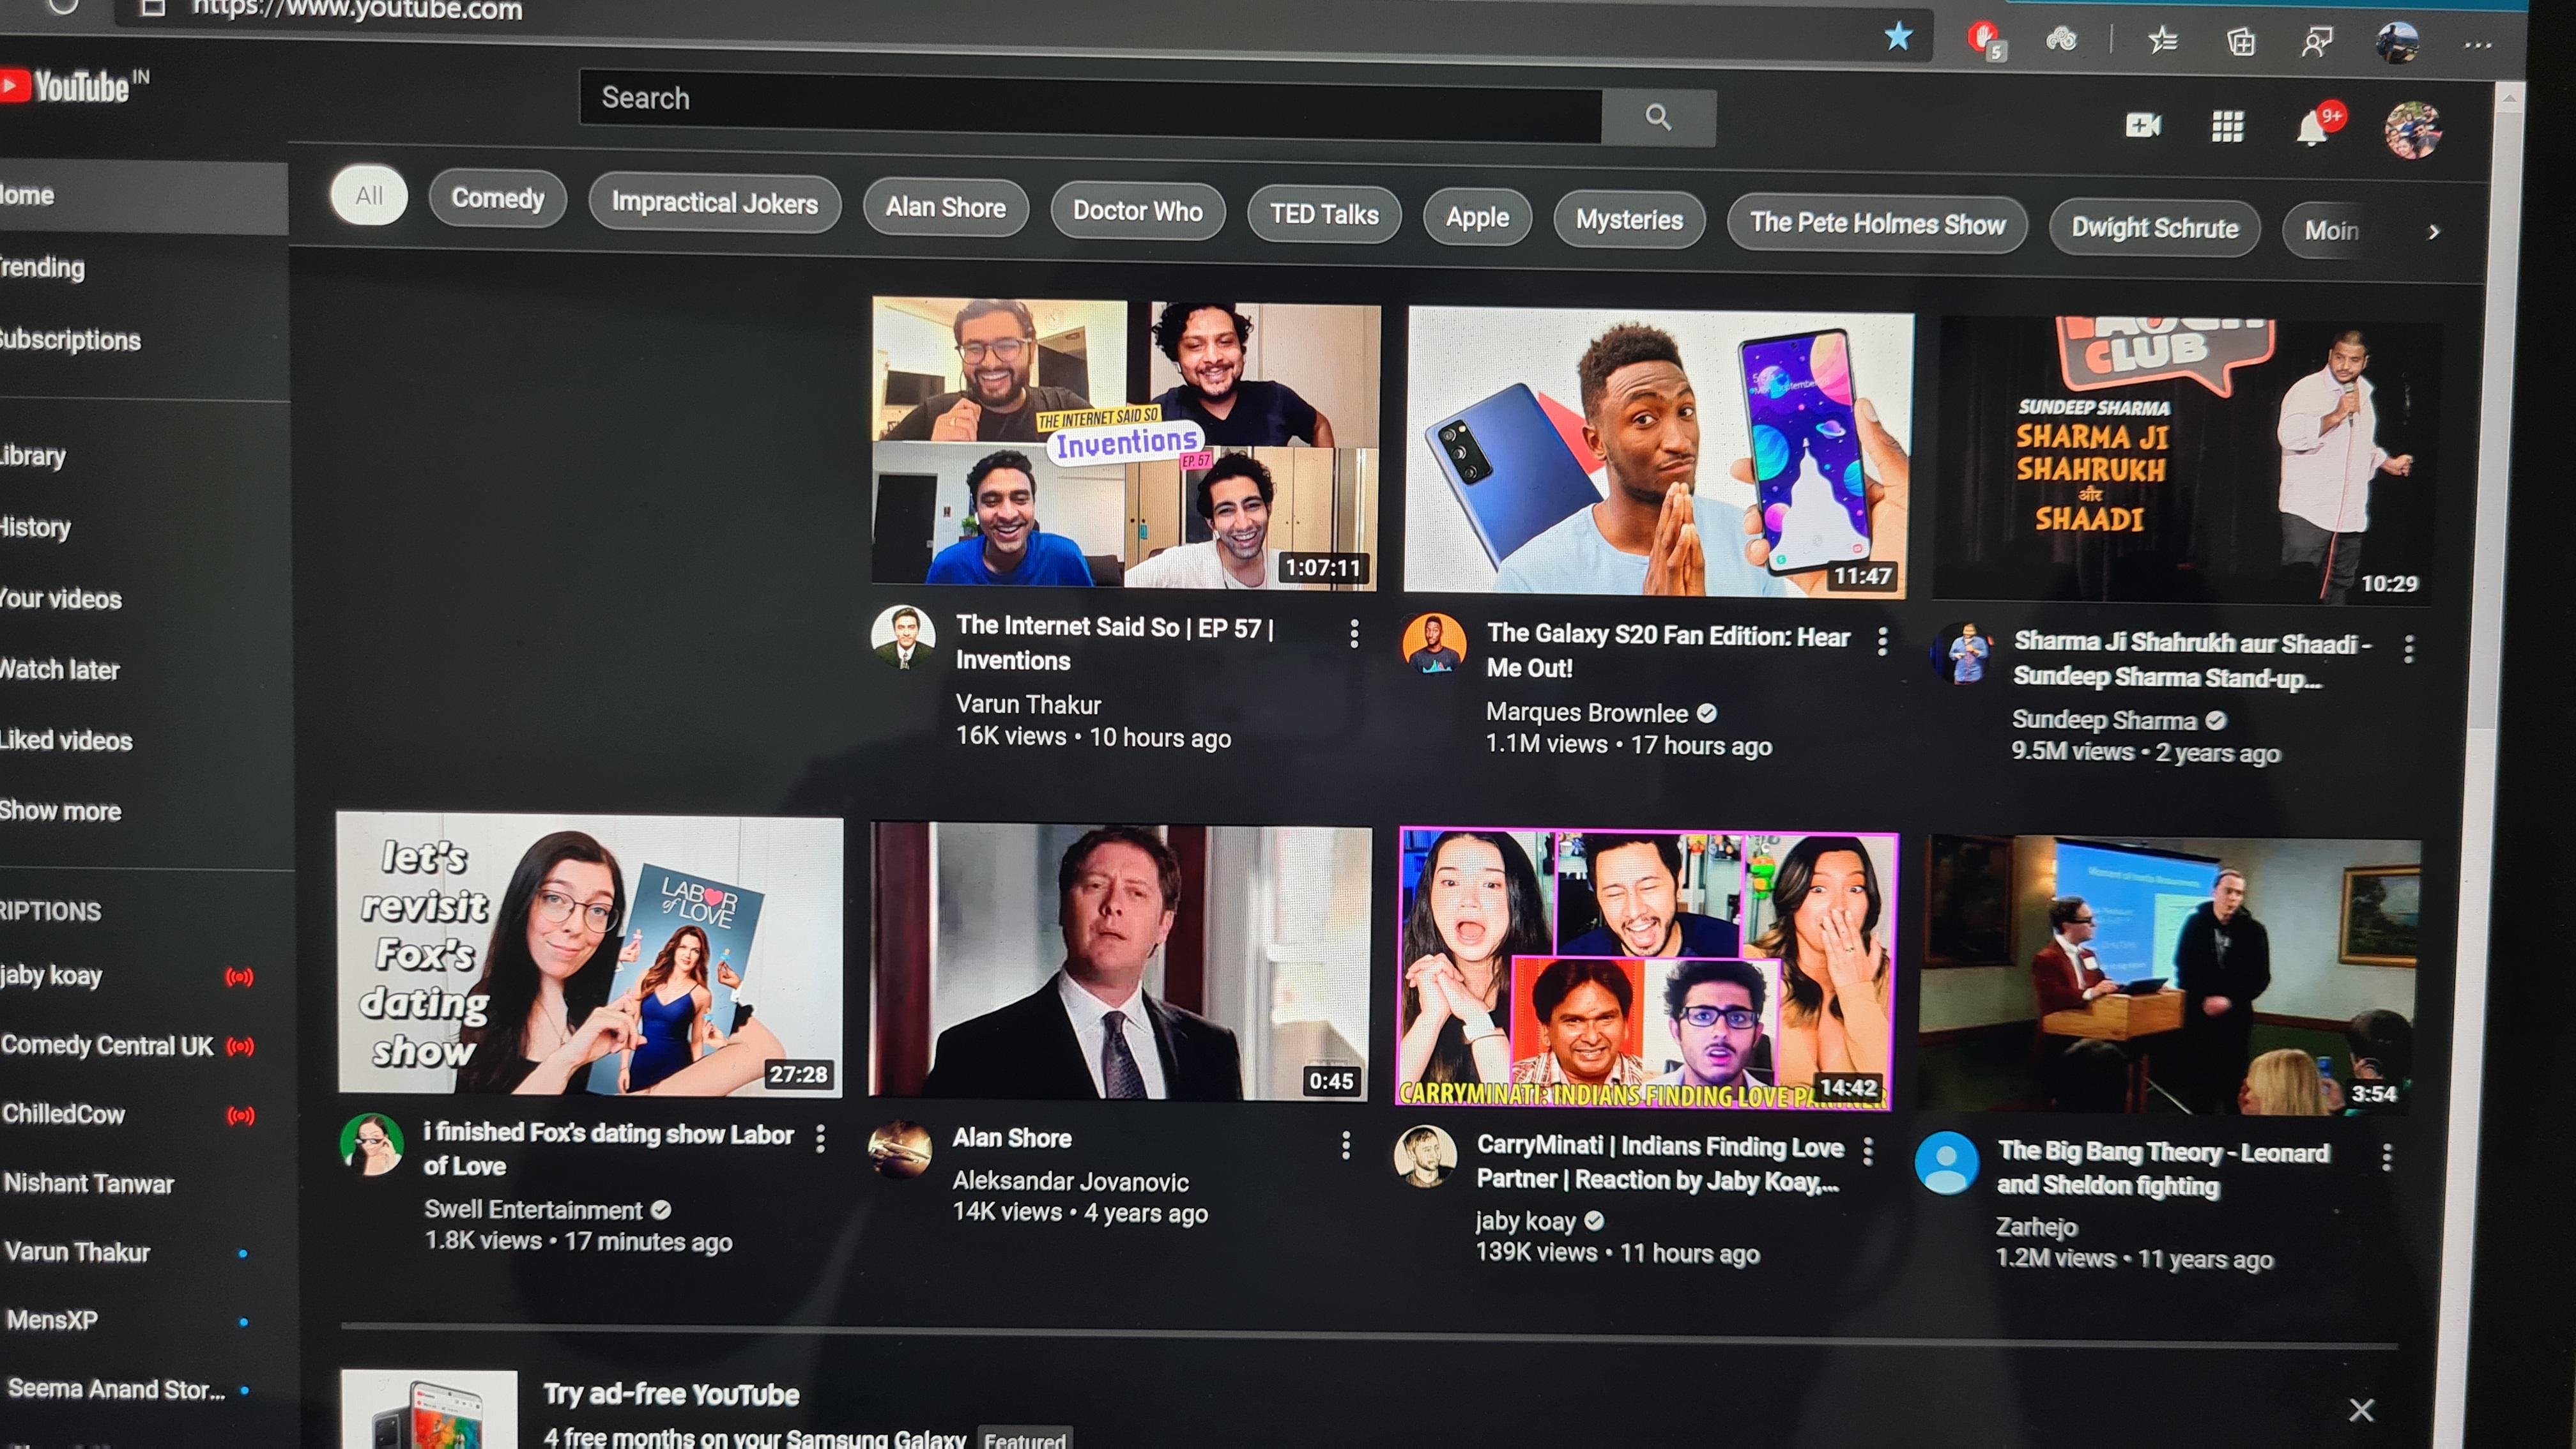 https://www.youtube.com
5
YouTube IN
Search
9+
All
Comedy
Impractical Jokers
Alan Shore
Doctor Who
TED Talks
Apple
Mysteries
The Pete Holmes Show
Dwight Schrute
Moin
ome
rending
ubscriptions
Library
History
Your videos
Watch later
Liked videos
Show more
RIPTIONS
jaby koay
Comedy Central UK
ChilledCow
Nishant Tanwar
Varun Thakur
MensXP
Seema Anand Stor...
THE INTERNET SAID SO
Inventions
EP. 57
1:07:11
The Internet Said So | EP 57 |
Inventions
Varun Thakur
16K views • 10 hours ago
11:47
The Galaxy S20 Fan Edition: Hear
Me Out!
Marques Brownlee
1.1M views • 17 hours ago
CLUB
SUNDEEP SHARMA
SHARMA JI
SHAHRUKH
और
SHAADI
10:29
Sharma Ji Shahrukh aur Shaadi -
Sundeep Sharma Stand-up...
Sundeep Sharma
9.5M views • 2 years ago
let's
revisit
Fox's
dating
show
LABOR
of LOVE
27:28
i finished Fox's dating show Labor
of Love
Swell Entertainment
1.8K views • 17 minutes ago
0:45
Alan Shore
Aleksandar Jovanovic
14K views • 4 years ago
CARRYMINATI: INDIANS FINDING LOVE
14:42
CarryMinati | Indians Finding Love
Partner | Reaction by Jaby Koay,...
jaby koay
139K views • 11 hours ago
3:54
The Big Bang Theory - Leonard
and Sheldon fighting
Zarhejo
1.2M views • 11 years ago
Try ad-free YouTube
4 free months on your Samsung Galaxy
Featured